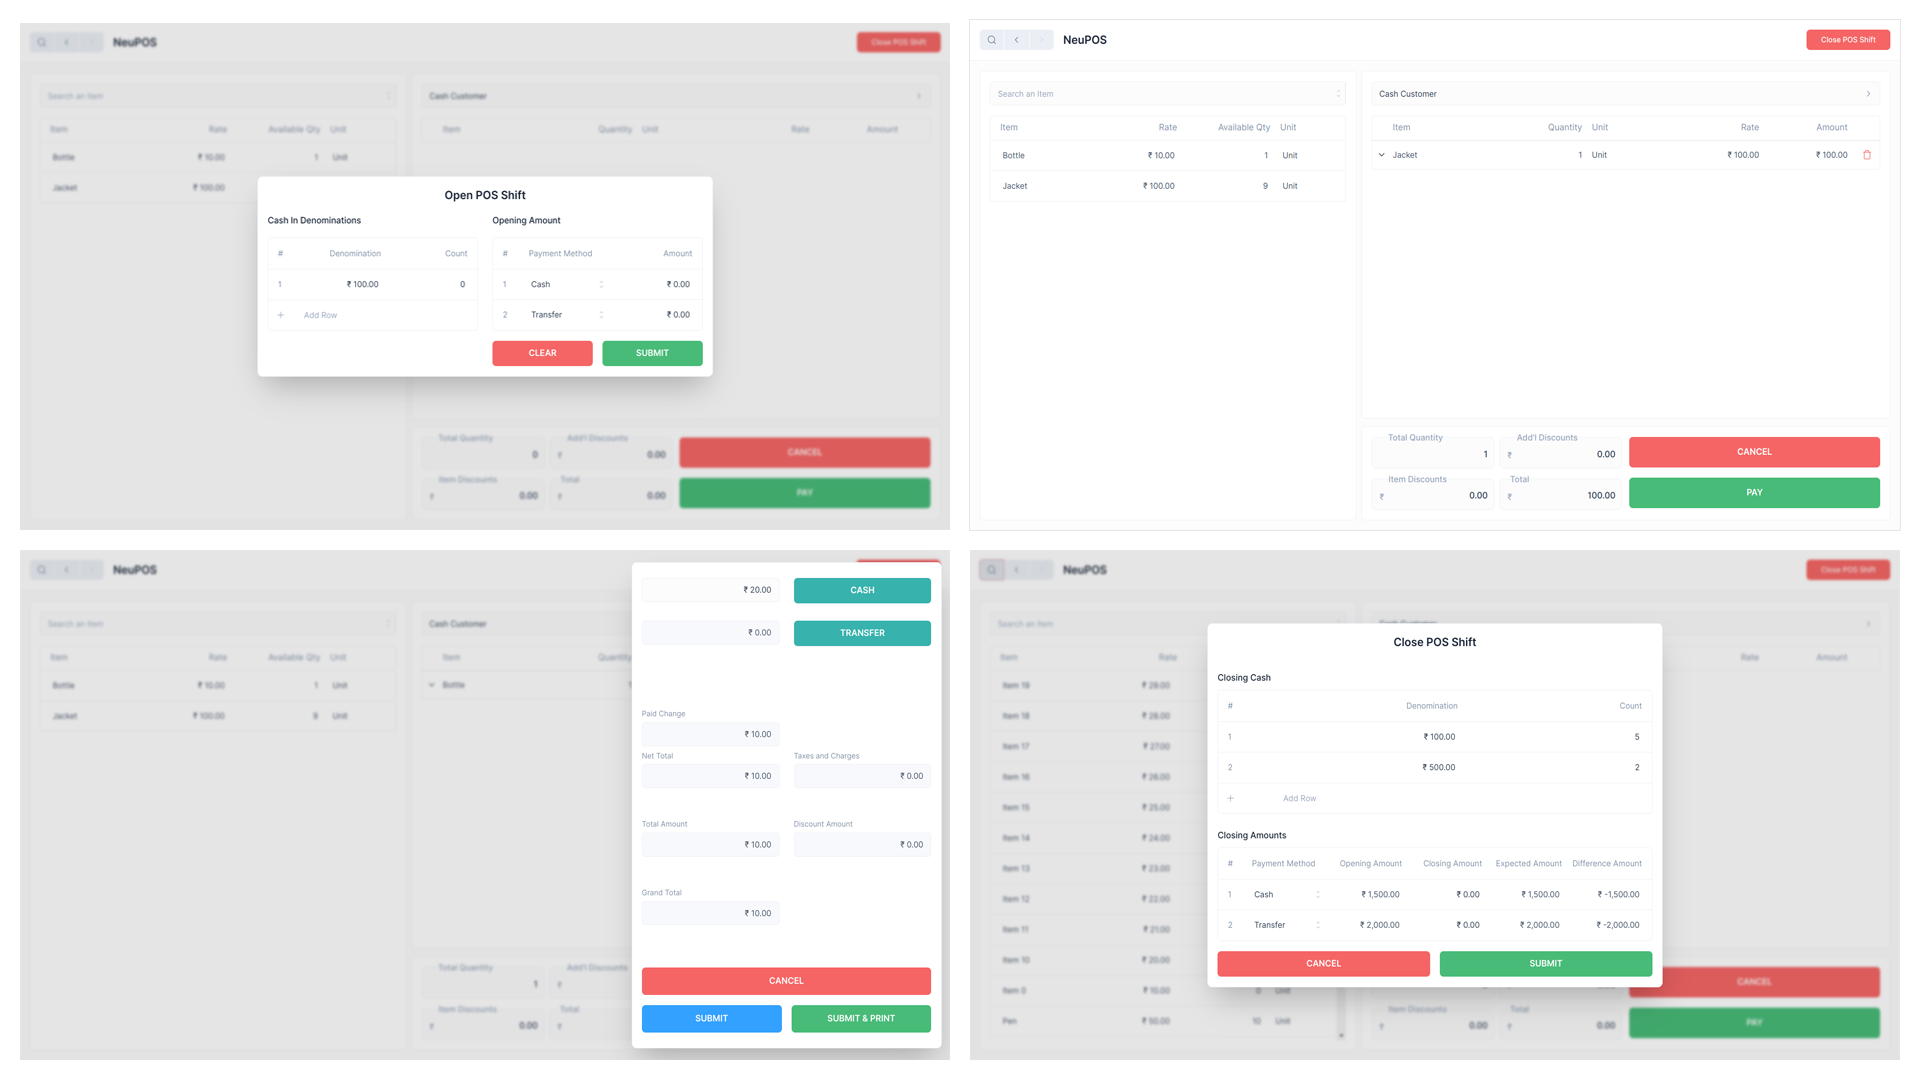 NeuPOS
Close POS Shift
Search an Item
Cash Customer
Item Rate Available Qty Unit
Item Quantity Unit Rate Amount
Bottle ₹ 10.00 1 Unit
Jacket ₹ 100.00
Open POS Shift
Cash In Denominations
# Denomination Count
1 ₹ 100.00 0
+ Add Row
Opening Amount
# Payment Method Amount
1 Cash ₹ 0.00
2 Transfer ₹ 0.00
CLEAR SUBMIT
Total Quantity Add'l Discounts
0 ₹ 0.00
CANCEL
Item Discounts Total
₹ 0.00 ₹ 0.00
PAY
NeuPOS
Close POS Shift
Search an Item
Item Rate Available Qty Unit
Bottle ₹ 10.00 1 Unit
Jacket ₹ 100.00 9 Unit
Cash Customer
Item Quantity Unit Rate Amount
Jacket 1 Unit ₹ 100.00 ₹ 100.00
Total Quantity Add'l Discounts
1 ₹ 0.00
CANCEL
Item Discounts Total
₹ 0.00 ₹ 100.00
PAY
NeuPOS
Search an Item
Cash Customer
Item Rate Available Qty Unit
Item Quantity
Bottle ₹ 10.00 1 Unit
Bottle 1
Jacket ₹ 100.00 9 Unit
Total Quantity Add'l Discounts
1 ₹
Item Discounts Total
₹ 0.00 ₹
₹ 20.00 CASH
₹ 0.00 TRANSFER
Paid Change
₹ 10.00
Net Total Taxes and Charges
₹ 10.00 ₹ 0.00
Total Amount Discount Amount
₹ 10.00 ₹ 0.00
Grand Total
₹ 10.00
CANCEL
SUBMIT SUBMIT & PRINT
NeuPOS
Close POS Shift
Search an Item
Item Rate
Rate Amount
Item 19 ₹ 29.00
Item 18 ₹ 28.00
Item 17 ₹ 27.00
Item 16 ₹ 26.00
Item 15 ₹ 25.00
Item 14 ₹ 24.00
Item 13 ₹ 23.00
Item 12 ₹ 22.00
Item 11 ₹ 21.00
Item 10 ₹ 20.00
Item 0 ₹ 10.00 0 Unit
Pen ₹ 50.00 10 Unit
Close POS Shift
Closing Cash
# Denomination Count
1 ₹ 100.00 5
2 ₹ 500.00 2
+ Add Row
Closing Amounts
# Payment Method Opening Amount Closing Amount Expected Amount Difference Amount
1 Cash ₹ 1,500.00 ₹ 0.00 ₹ 1,500.00 ₹ -1,500.00
2 Transfer ₹ 2,000.00 ₹ 0.00 ₹ 2,000.00 ₹ -2,000.00
CANCEL SUBMIT
CANCEL
Item Discounts Total
₹ 0.00 ₹ 0.00
PAY